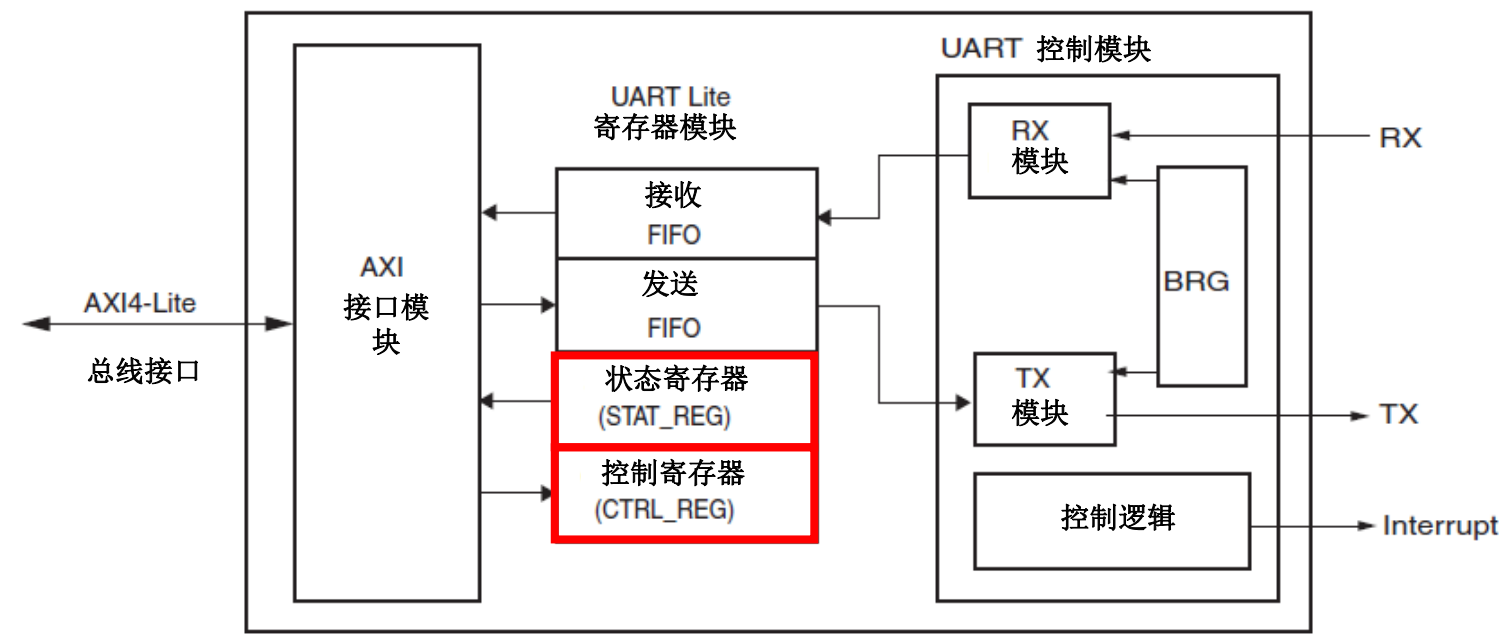 AXI4-Lite
总线接口
AXI
接口模
块
UART Lite
寄存器模块
接收
FIFO
发送
FIFO
状态寄存器
(STAT_REG)
控制寄存器
(CTRL_REG)
UART 控制模块
RX
模块
BRG
TX
模块
控制逻辑
RX
TX
Interrupt